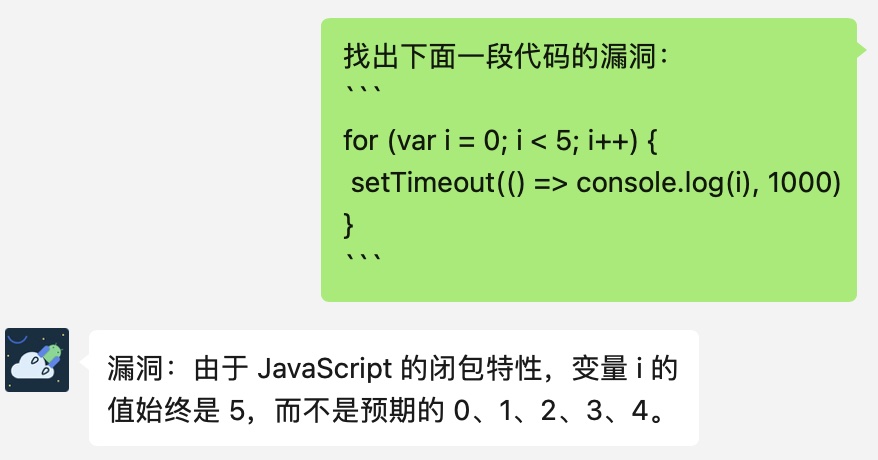 找出下面一段代码的漏洞：
```
for (var i = 0; i < 5; i++) {
 setTimeout(() => console.log(i), 1000)
}
```
漏洞：由于 JavaScript 的闭包特性，变量 i 的
值始终是 5，而不是预期的 0、1、2、3、4。